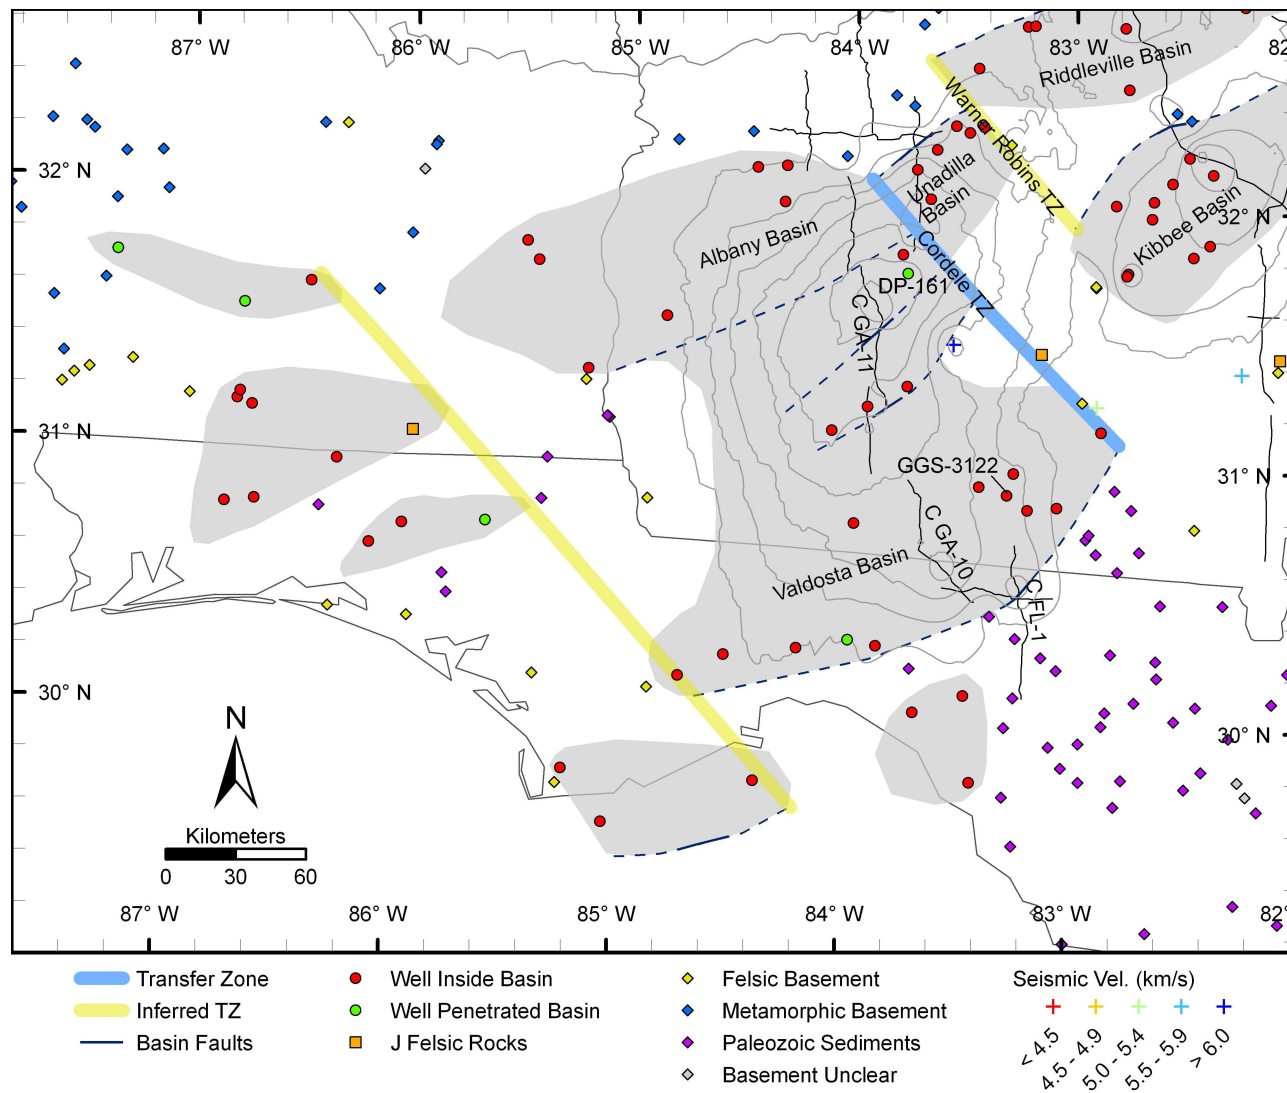 87° W
86° W
85° W
84° W
83° W
82
Riddleville Basin
Warner Robins TZ
32° N
Unadilla
Basin
32° N
Kibbee Basin
Albany Basin
Cordele TZ
DP-161
C GA-11
31° N
GGS-3122
31° N
C GA-10
Valdosta Basin
C FL-1
30° N
30° N
N
Kilometers
0 30 60
87° W
86° W
85° W
84° W
83° W
82°
Transfer Zone
Inferred TZ
Basin Faults
Well Inside Basin
Well Penetrated Basin
J Felsic Rocks
Felsic Basement
Metamorphic Basement
Paleozoic Sediments
Basement Unclear
Seismic Vel. (km/s)
< 4.5
4.5 - 4.9
5.0 - 5.4
5.5 - 5.9
> 6.0